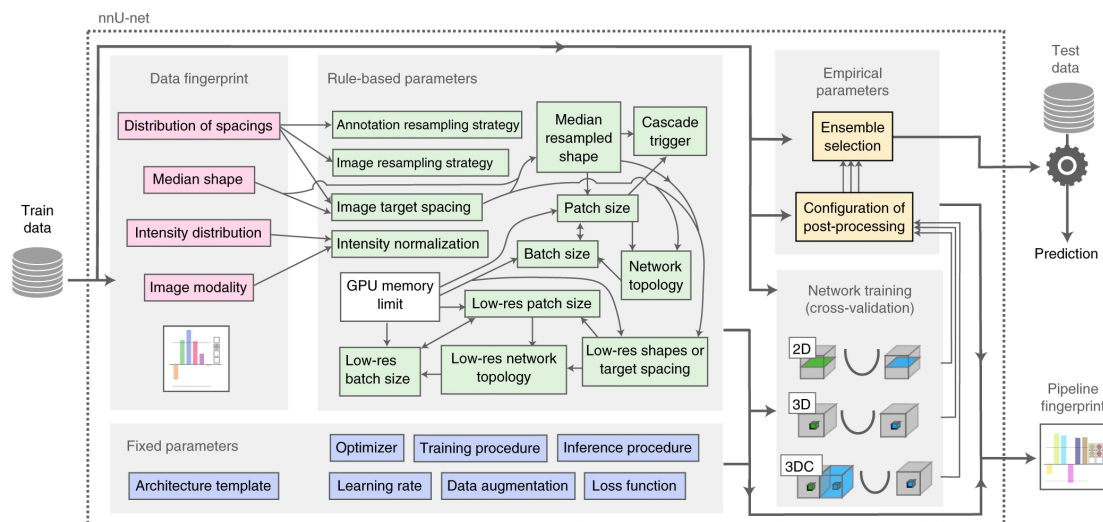 nnU-net
Data fingerprint
Distribution of spacings
Median shape
Intensity distribution
Image modality
Train
data
Rule-based parameters
Annotation resampling strategy
Image resampling strategy
Image target spacing
Intensity normalization
Median
resampled
shape
Cascade
trigger
Patch size
Batch size
Network
topology
GPU memory
limit
Low-res patch size
Low-res
batch size
Low-res network
topology
Low-res shapes or
target spacing
Fixed parameters
Architecture template
Optimizer
Training procedure
Inference procedure
Learning rate
Data augmentation
Loss function
Empirical
parameters
Ensemble
selection
Configuration of
post-processing
Network training
(cross-validation)
2D
3D
3DC
Test
data
Prediction
Pipeline
fingerprint